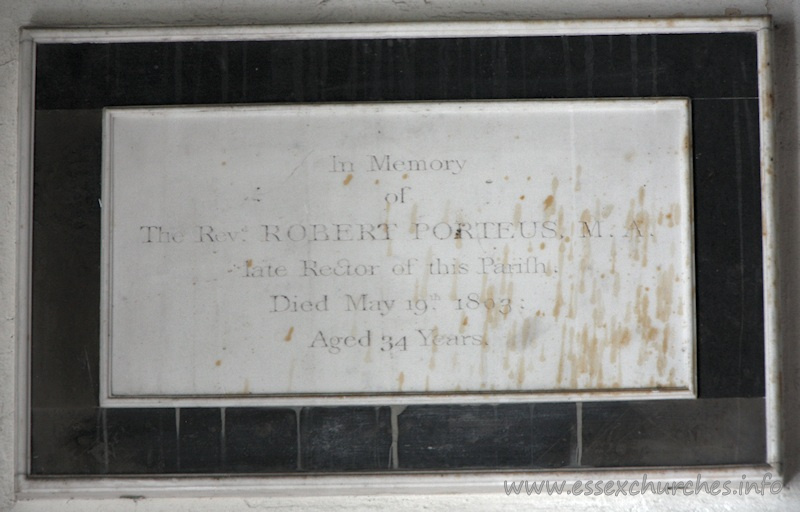 In Memory
of
The Revd. ROBERT PORTEUS. M. A.
late Rector of this Pariſh.
Died May 19th. 1803;
Aged 34 Years.
www.essexchurches.info